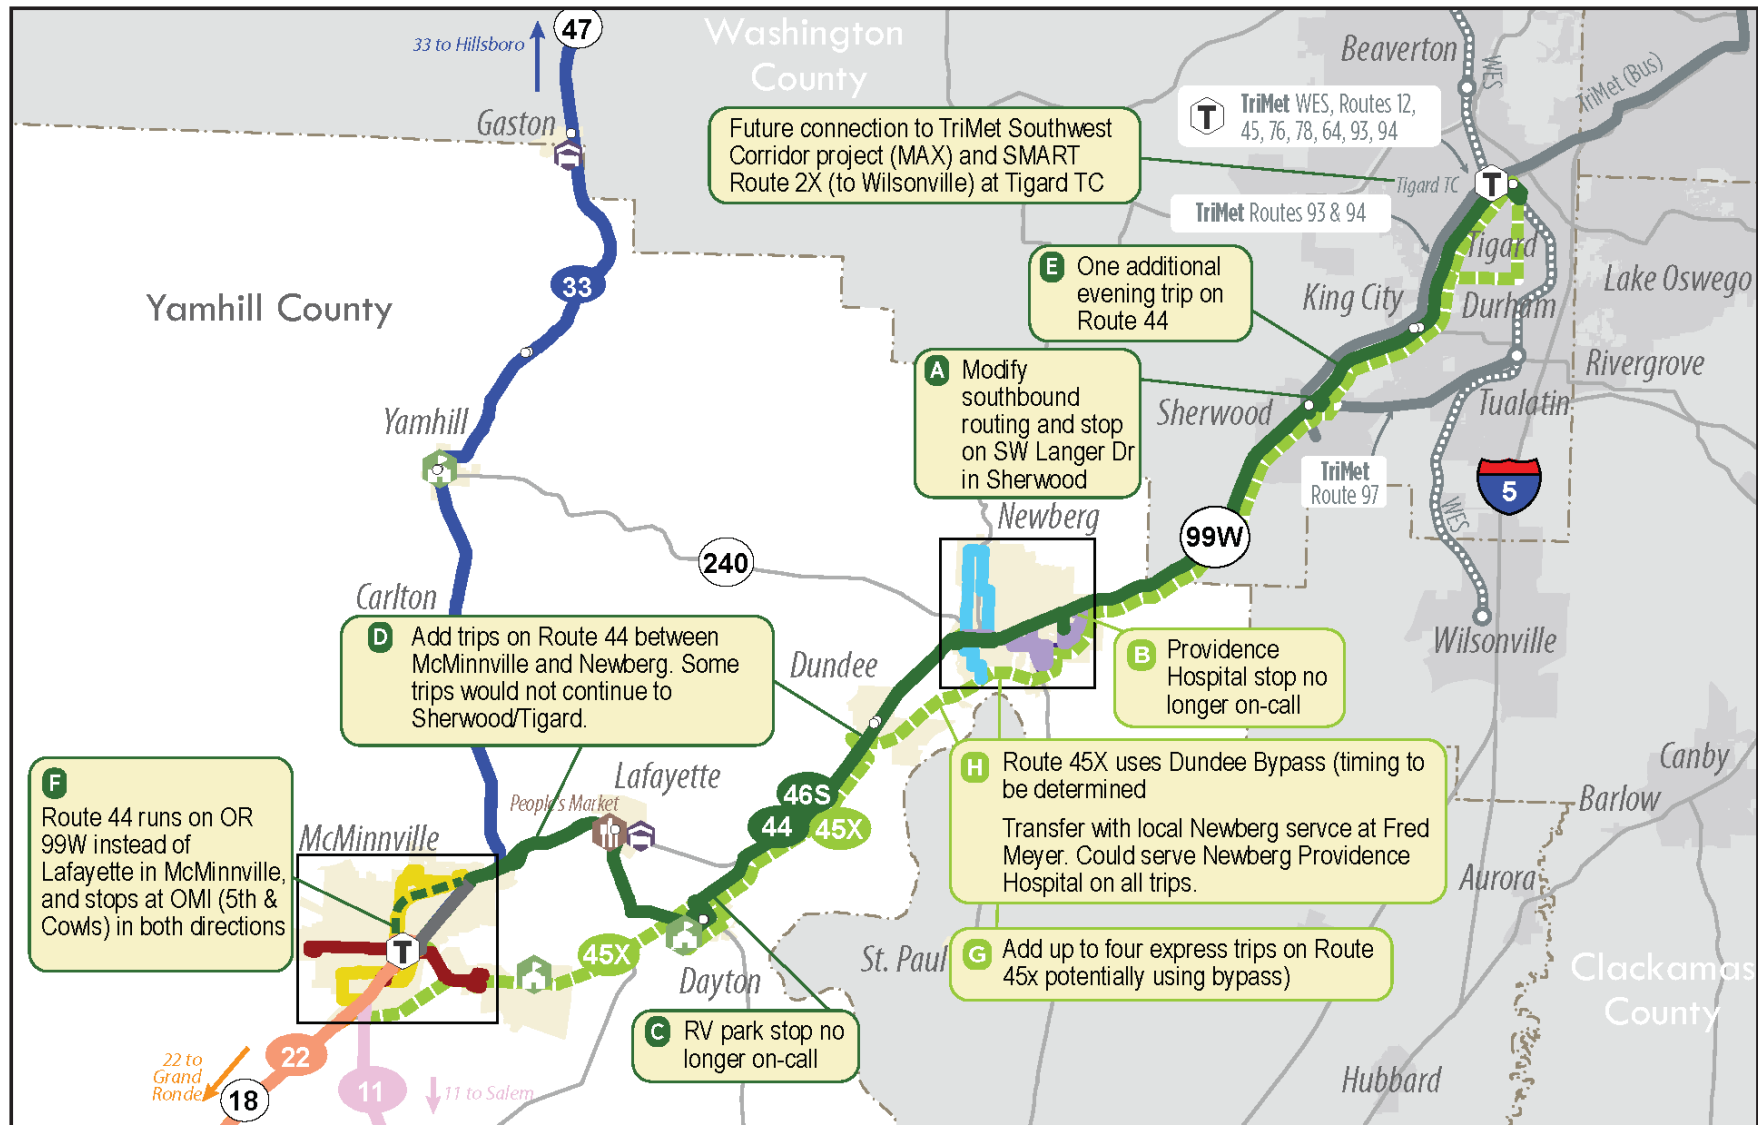 33 to Hillsboro
47
Washington
County
Beaverton
WES
TriMet (Bus)
TriMet WES, Routes 12,
45, 76, 78, 64, 93, 94
T
Gaston
Future connection to TriMet Southwest
Corridor project (MAX) and SMART
Route 2X (to Wilsonville) at Tigard TC
Tigard TC
T
TriMet Routes 93 & 94
Tigard
Lake Oswego
Yamhill County
33
E
One additional
evening trip on
Route 44
King City
Durham
Rivergrove
A
Modify
southbound
routing and stop
on SW Langer Dr
in Sherwood
Sherwood
Tualatin
Yamhill
TriMet
Route 97
5
WES
Newberg
99W
240
Carlton
D
Add trips on Route 44 between
McMinnville and Newberg. Some
trips would not continue to
Sherwood/Tigard.
Dundee
B
Providence
Hospital stop no
longer on-call
Wilsonville
F
Route 44 runs on OR
99W instead of
Lafayette in McMinnville,
and stops at OMI (5th &
Cowls) in both directions
Lafayette
People's Market
McMinnville
46S
44
45X
H
Route 45X uses Dundee Bypass (timing to
be determined
Transfer with local Newberg servce at Fred
Meyer. Could serve Newberg Providence
Hospital on all trips.
Canby
Barlow
Aurora
T
45X
Dayton
St. Paul
G
Add up to four express trips on Route
45x potentially using bypass)
Clackamas
County
C
RV park stop no
longer on-call
22 to
Grand
Ronde
22
18
11
11 to Salem
Hubbard